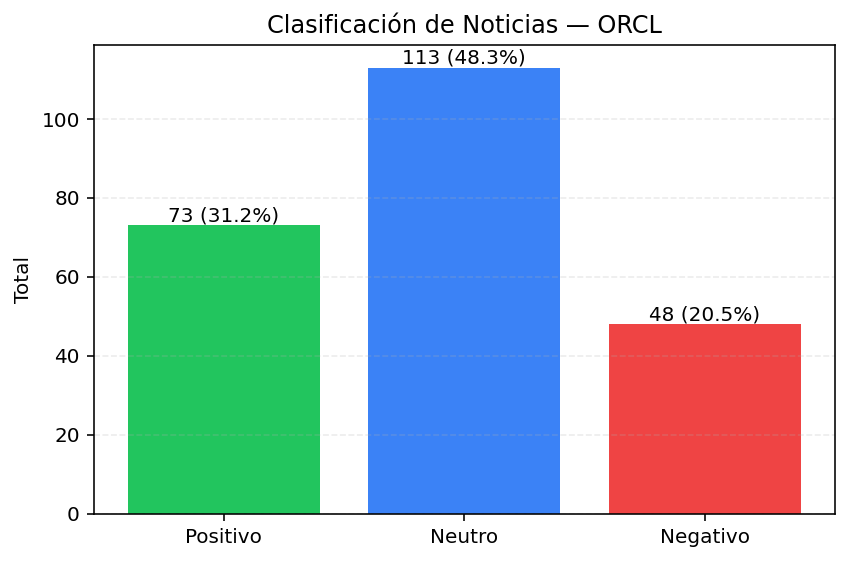 Clasificación de Noticias — ORCL
113 (48.3%)
73 (31.2%)
48 (20.5%)
Total
100
80
60
40
20
0
Positivo
Neutro
Negativo